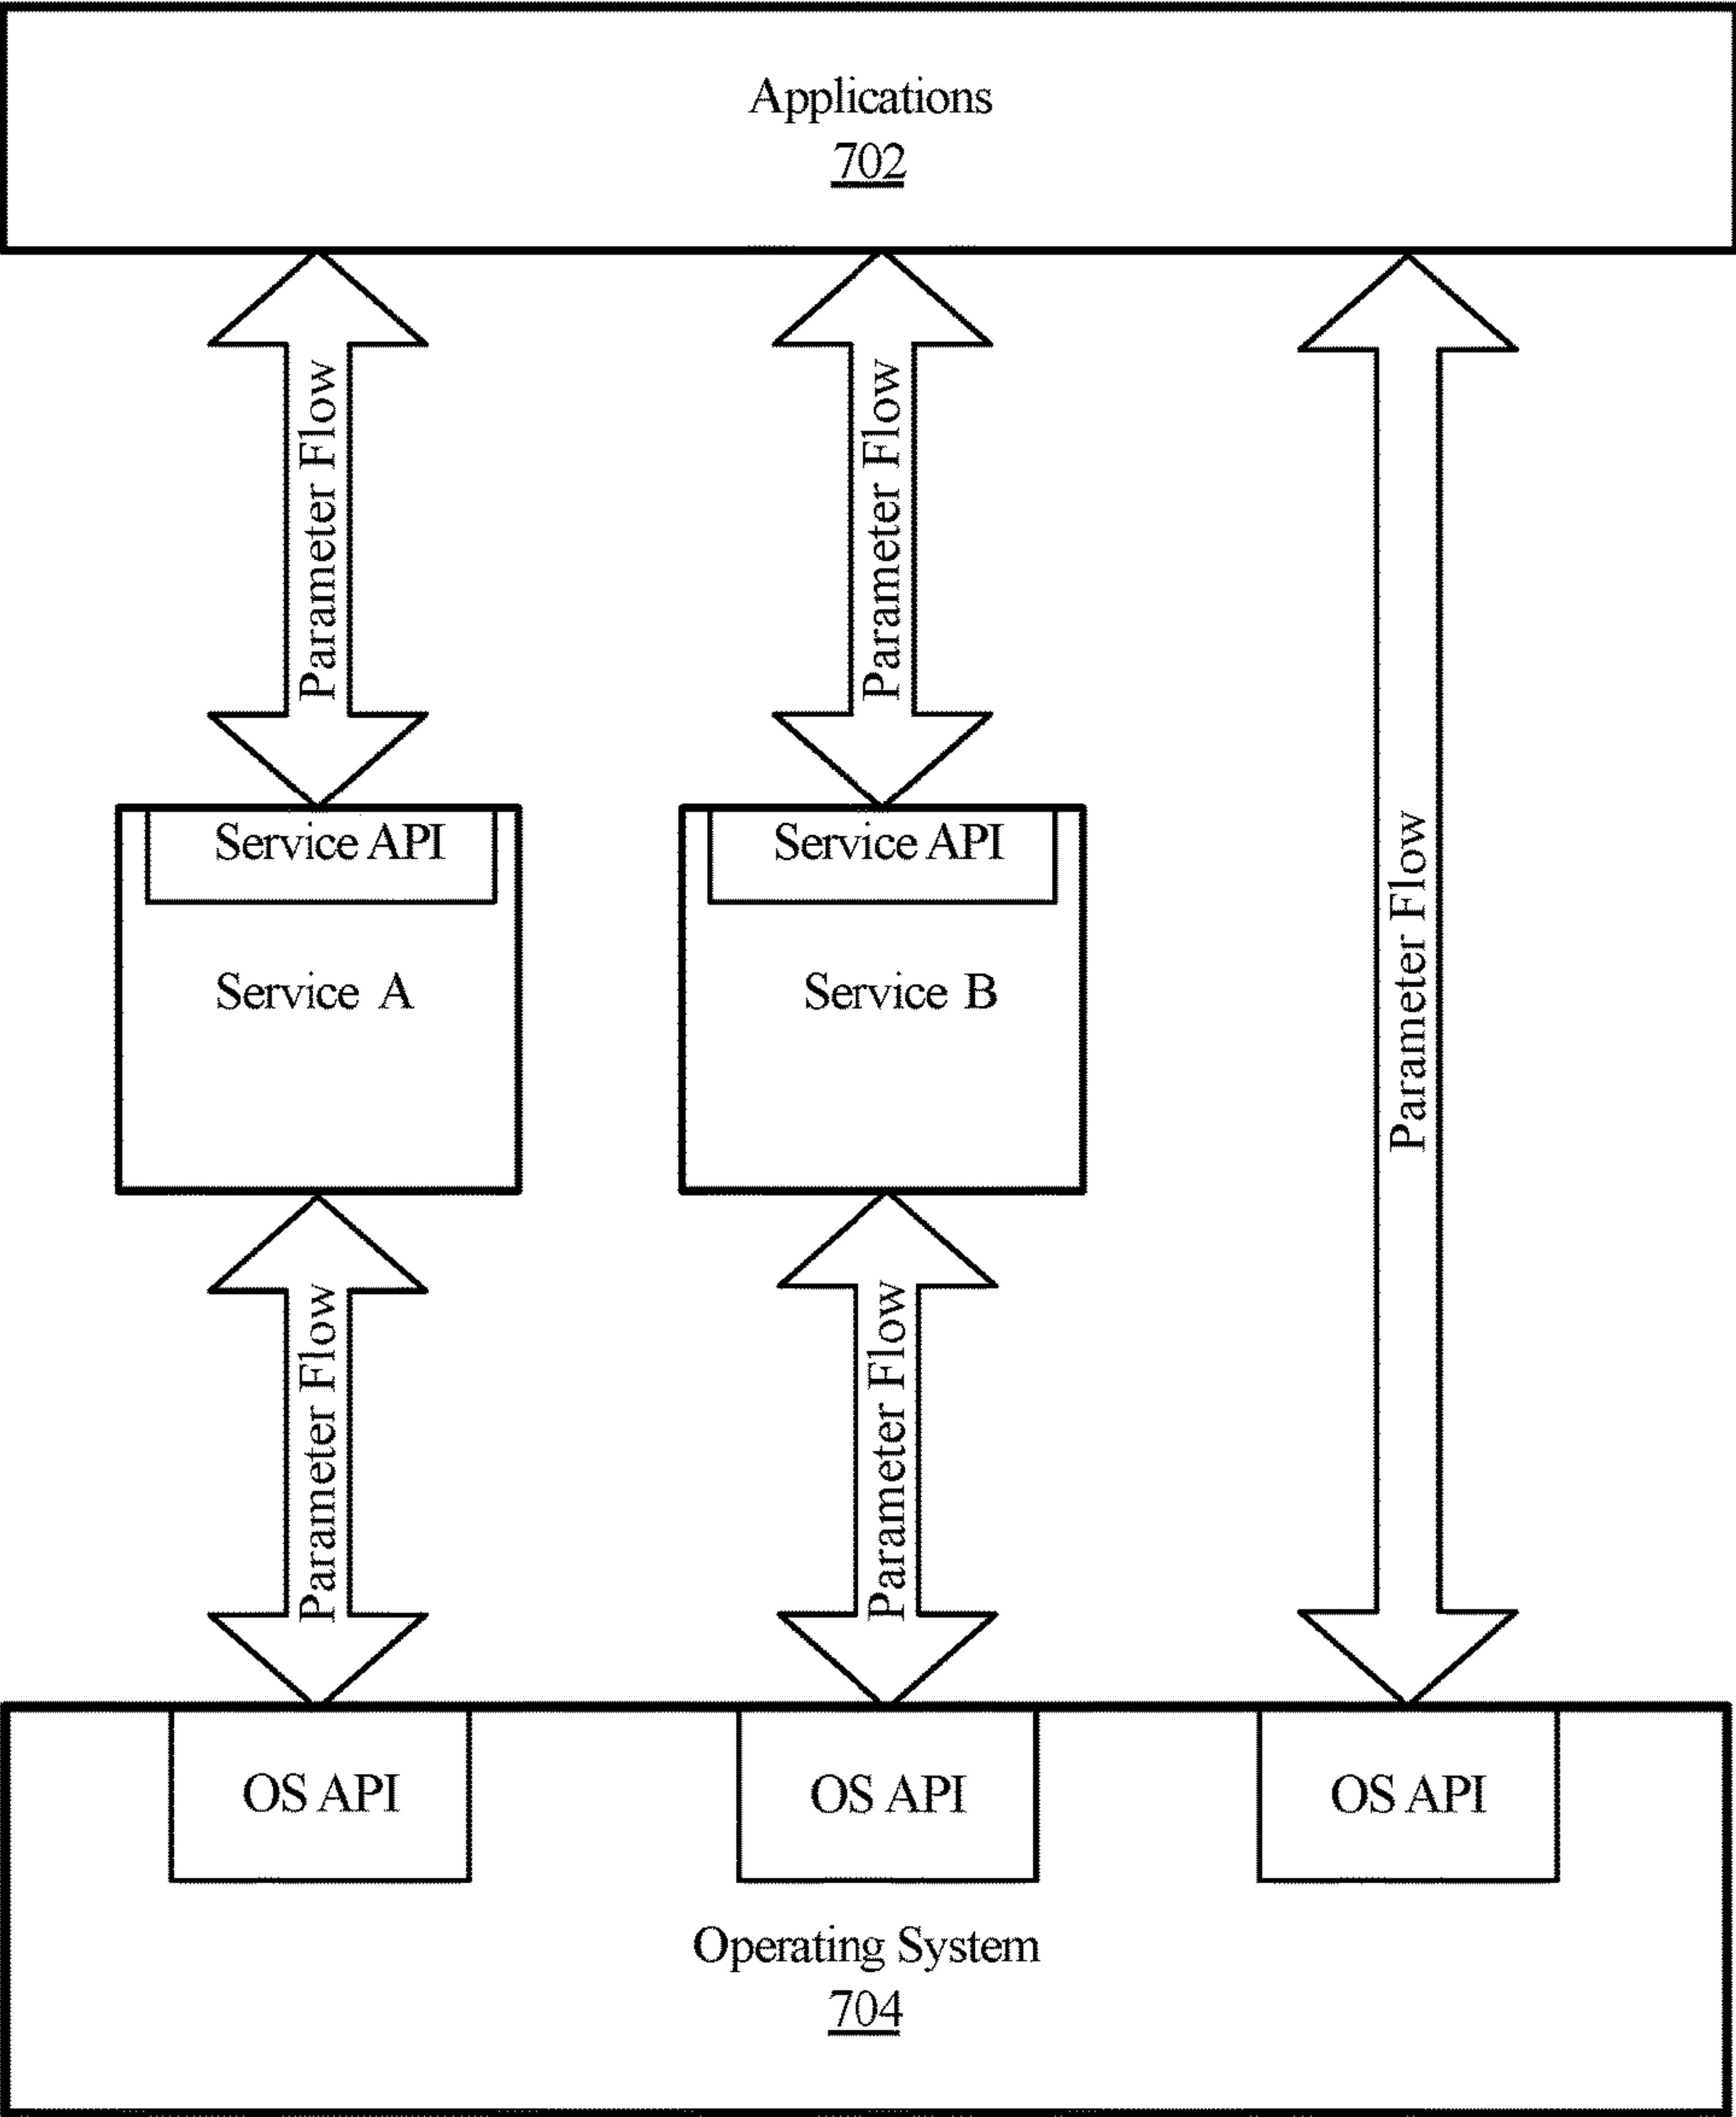 Applications
702
Parameter Flow
Parameter Flow
Parameter Flow
Service API
Service API
Service A
Service B
Parameter Flow
Parameter Flow
OS API
OS API
OS API
Operating System
704